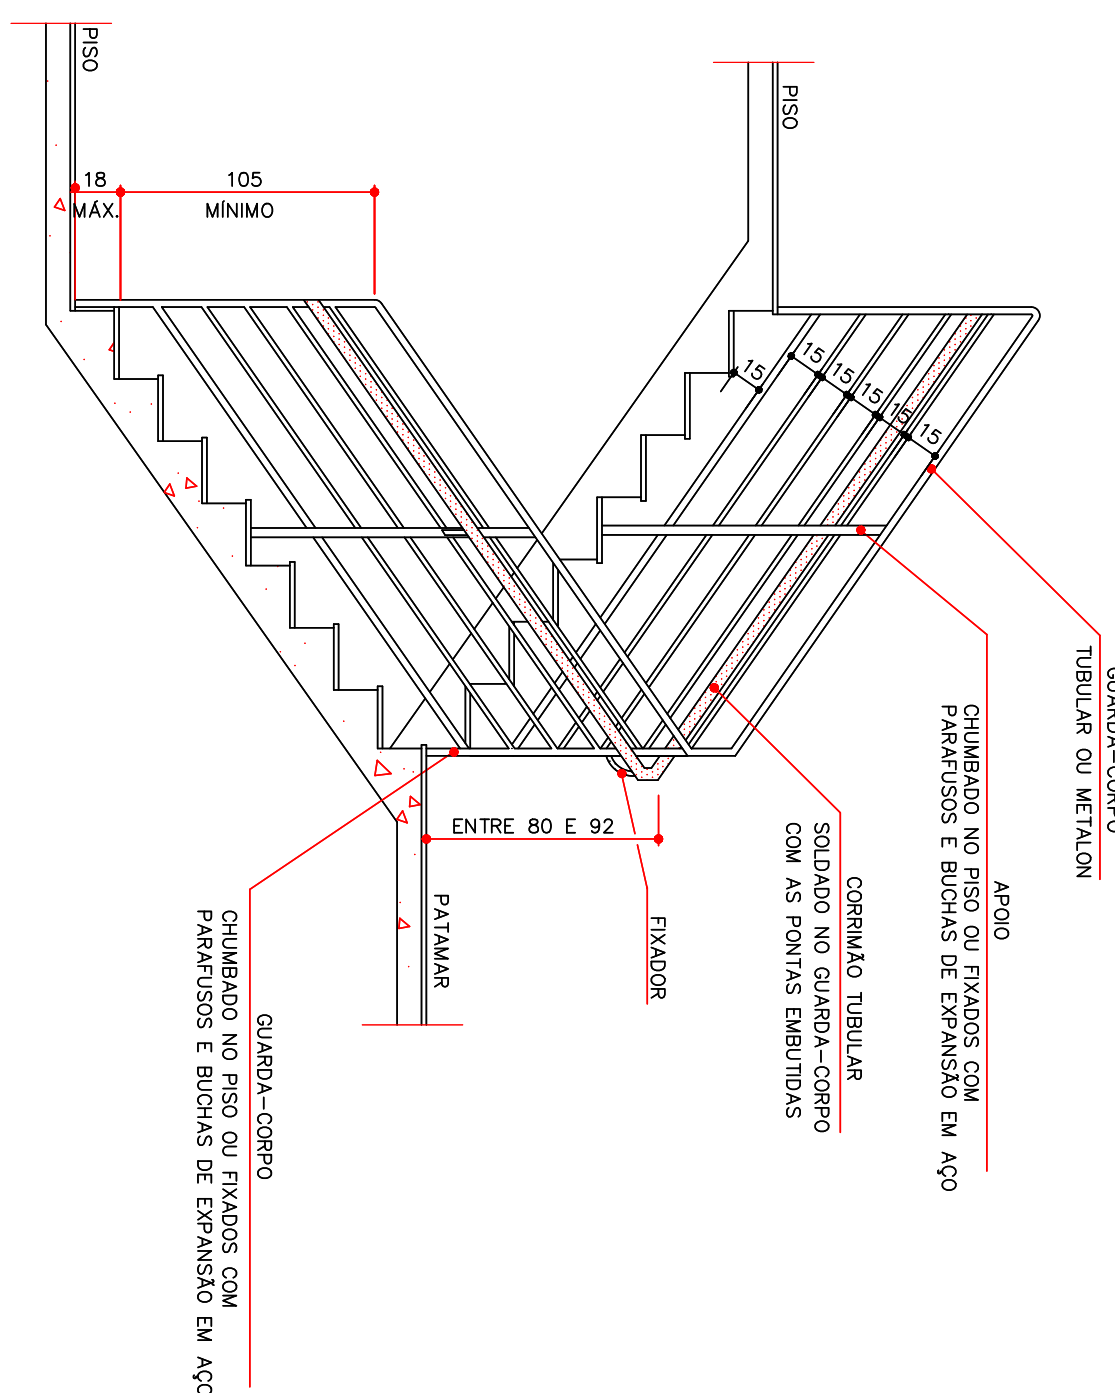 PISO
PISO
18
MÁX.
105
MÍNIMO
15
15
15
15
15
15
GUARDA-CORPO
TUBULAR OU METALON
APOIO
CHUMBADO NO PISO OU FIXADOS COM
PARAFUSOS E BUCHAS DE EXPANSÃO EM AÇO
CORRIMÃO TUBULAR
SOLDADO NO GUARDA-CORPO
COM AS PONTAS EMBUTIDAS
FIXADOR
ENTRE 80 E 92
PATAMAR
GUARDA-CORPO
CHUMBADO NO PISO OU FIXADOS COM
PARAFUSOS E BUCHAS DE EXPANSÃO EM AÇO